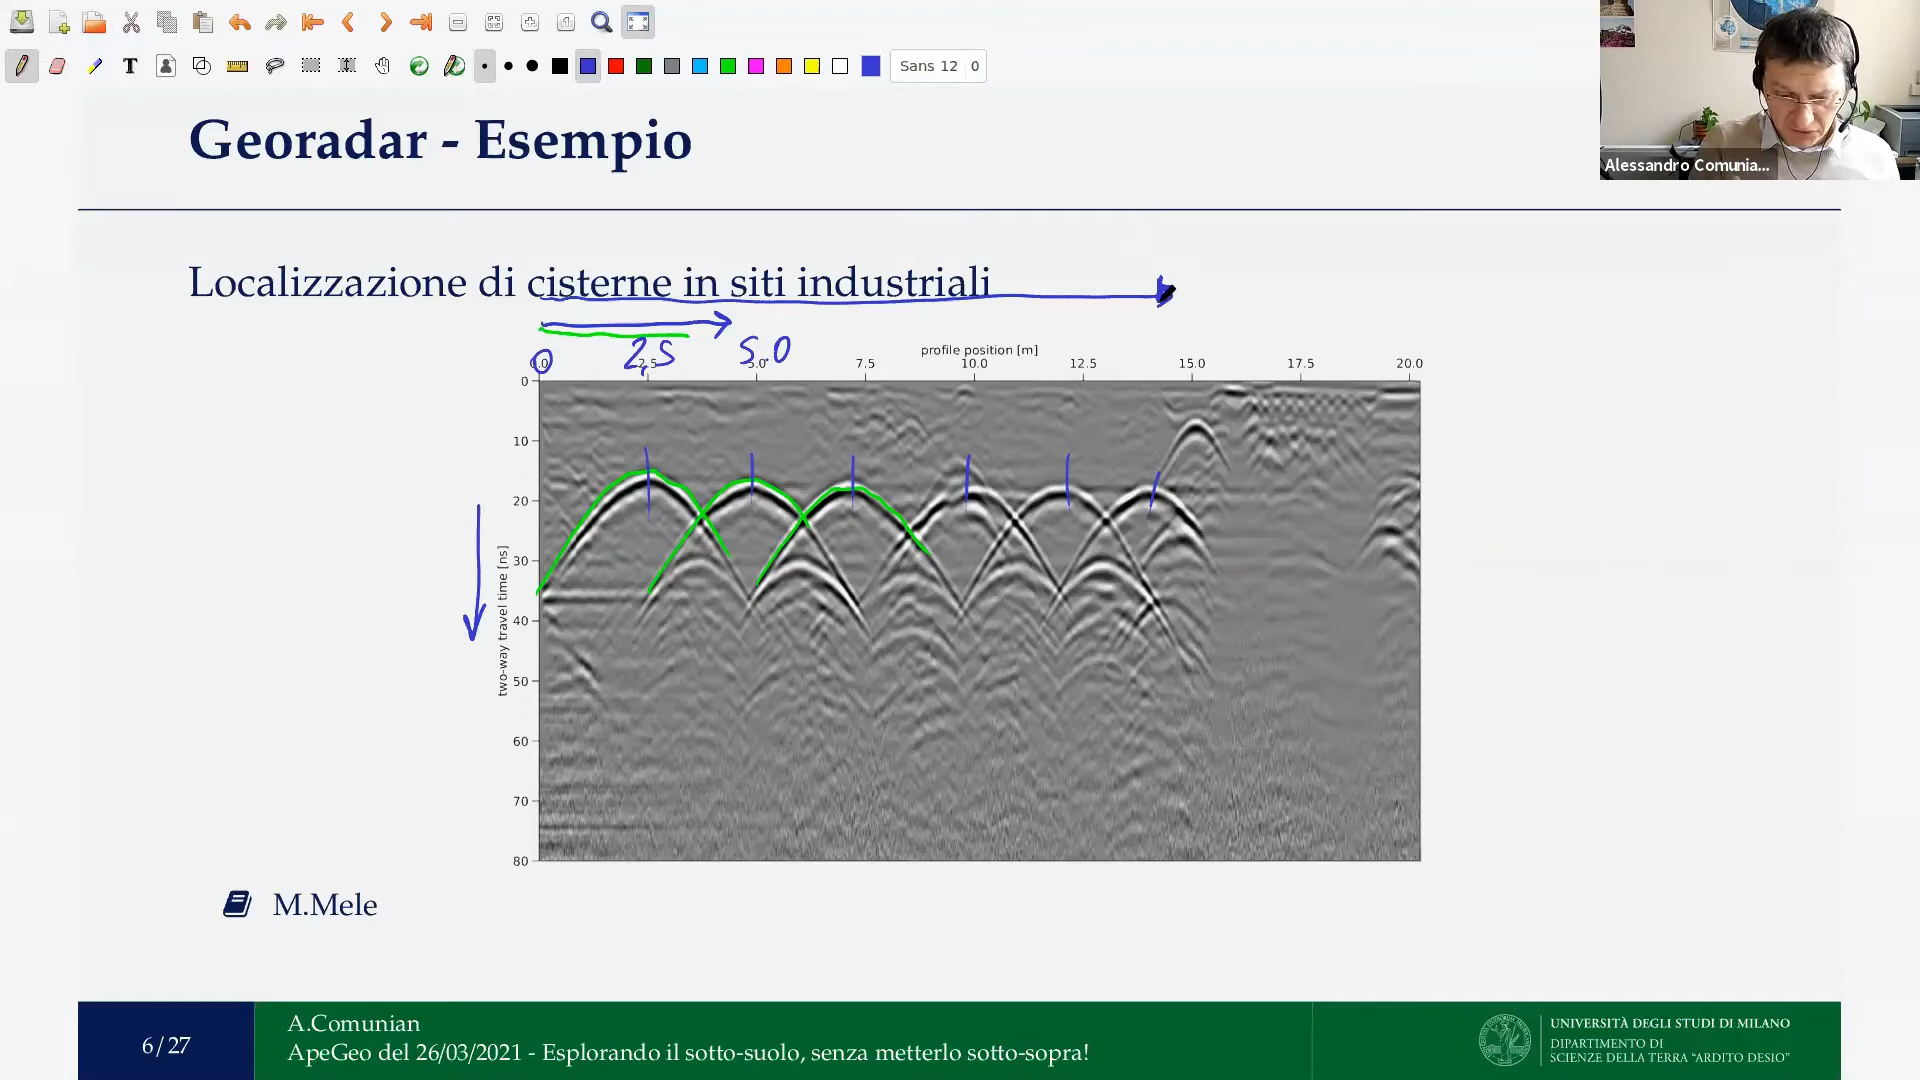 T
Sans 12 0
Alessandro Comunia...
Georadar - Esempio
Localizzazione di cisterne in siti industriali
0 2,5 5.0
profile position [m]
0.0 2.5 5.0 7.5 10.0 12.5 15.0 17.5 20.0
0
10
20
30
40
50
60
70
80
two-way travel time [ns]
M.Mele
6/27
A.Comunian
ApeGeo del 26/03/2021 - Esplorando il sotto-suolo, senza metterlo sotto-sopra!
UNIVERSITÀ DEGLI STUDI DI MILANO
DIPARTIMENTO DI
SCIENZE DELLA TERRA "ARDITO DESIO"